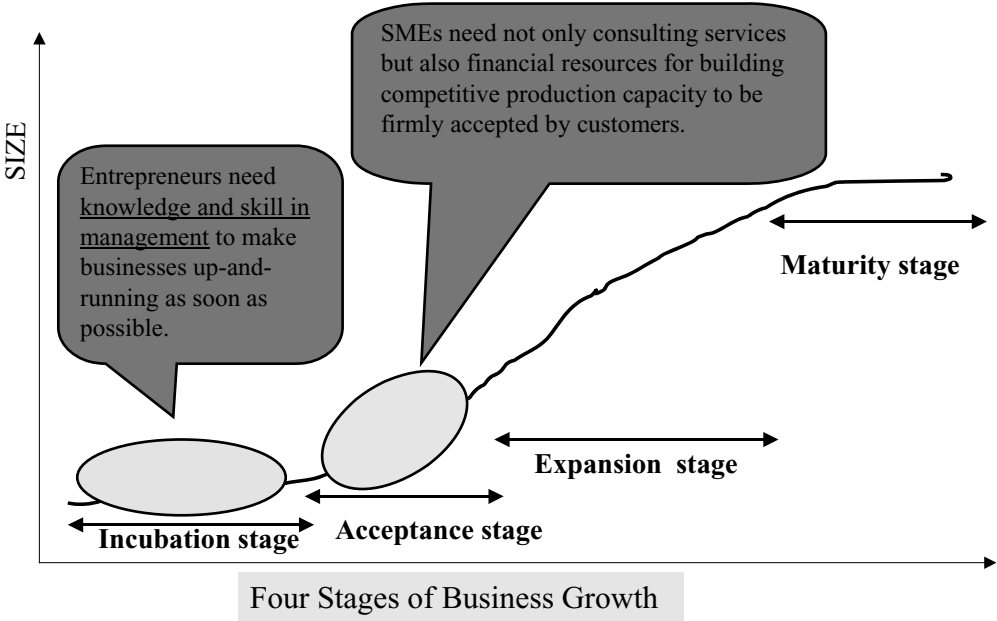 SMEs need not only consulting services
but also financial resources for building
competitive production capacity to be
firmly accepted by customers.
SIZE
Entrepreneurs need
knowledge and skill in
management to make
businesses up-and-
running as soon as
possible.
Maturity stage
Expansion stage
Acceptance stage
Incubation stage
Four Stages of Business Growth